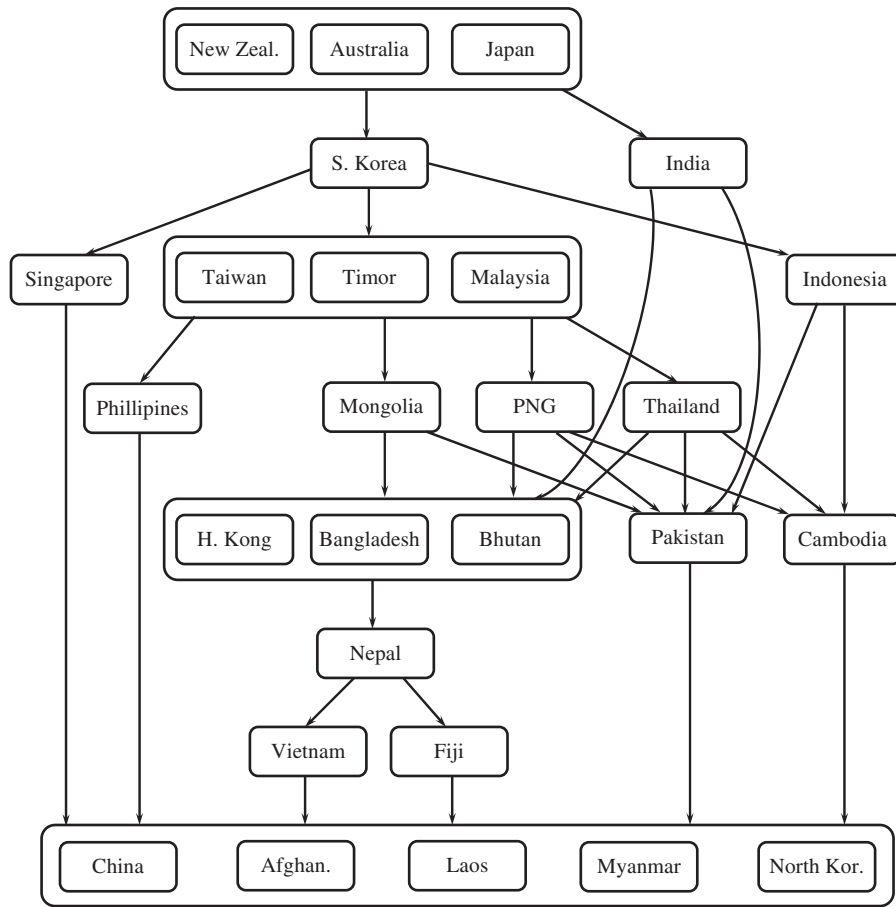 New Zeal. Australia Japan
S. Korea India
Singapore Taiwan Timor Malaysia Indonesia
Phillipines Mongolia PNG Thailand
H. Kong Bangladesh Bhutan Pakistan Cambodia
Nepal
Vietnam Fiji
China Afghan. Laos Myanmar North Kor.